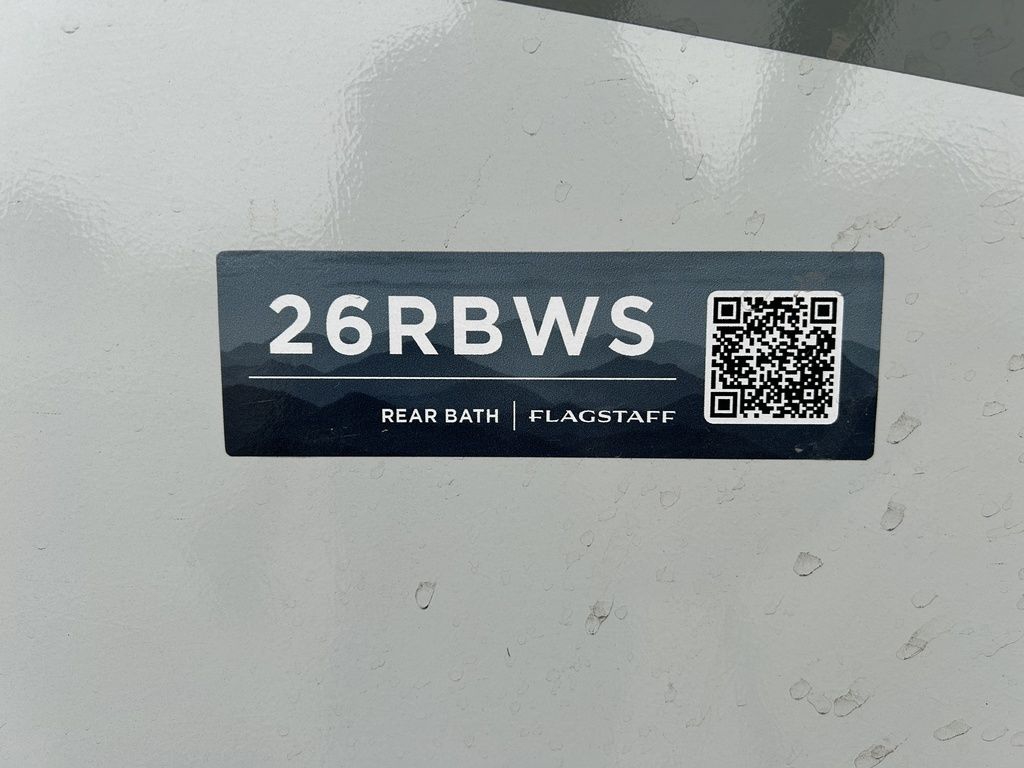 26RBWS
REAR BATH | FLAGSTAFF